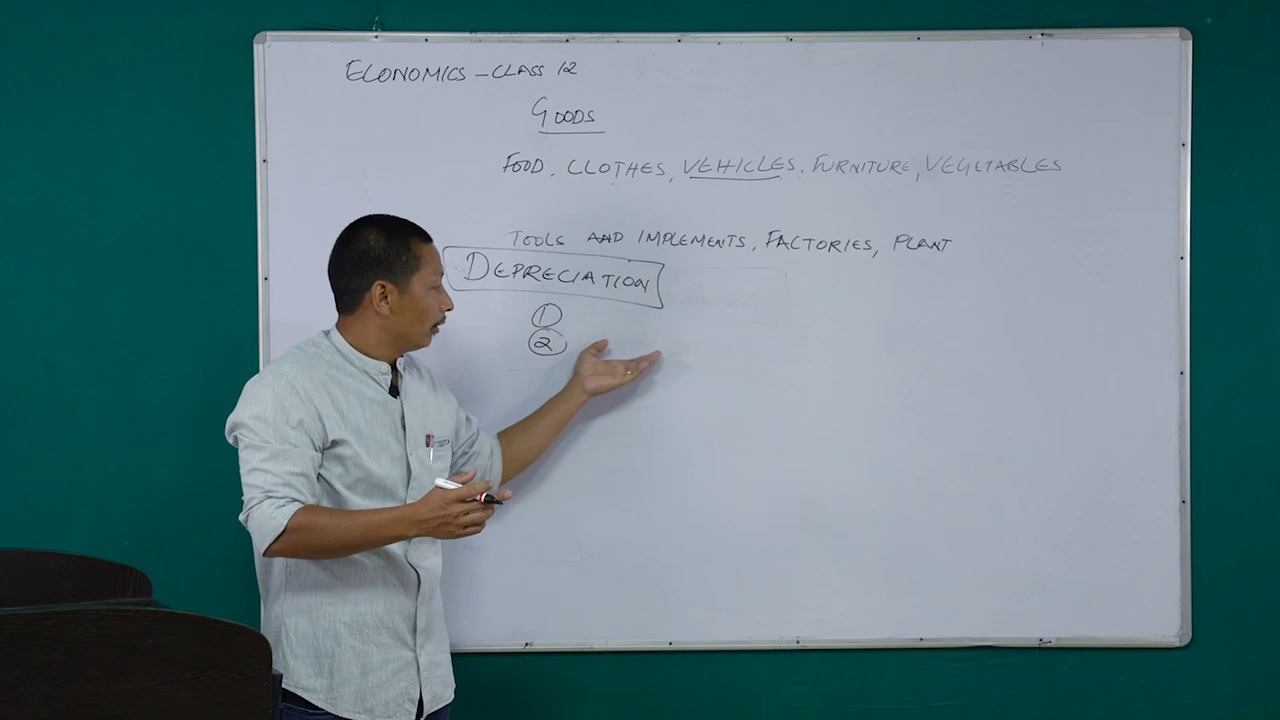 ECONOMICS - CLASS 12
GOODS
FOOD, CLOTHES, VEHICLES, FURNITURE, VEGETABLES
TOOLS AND IMPLEMENTS, FACTORIES, PLANT
DEPRECIATION
1
2